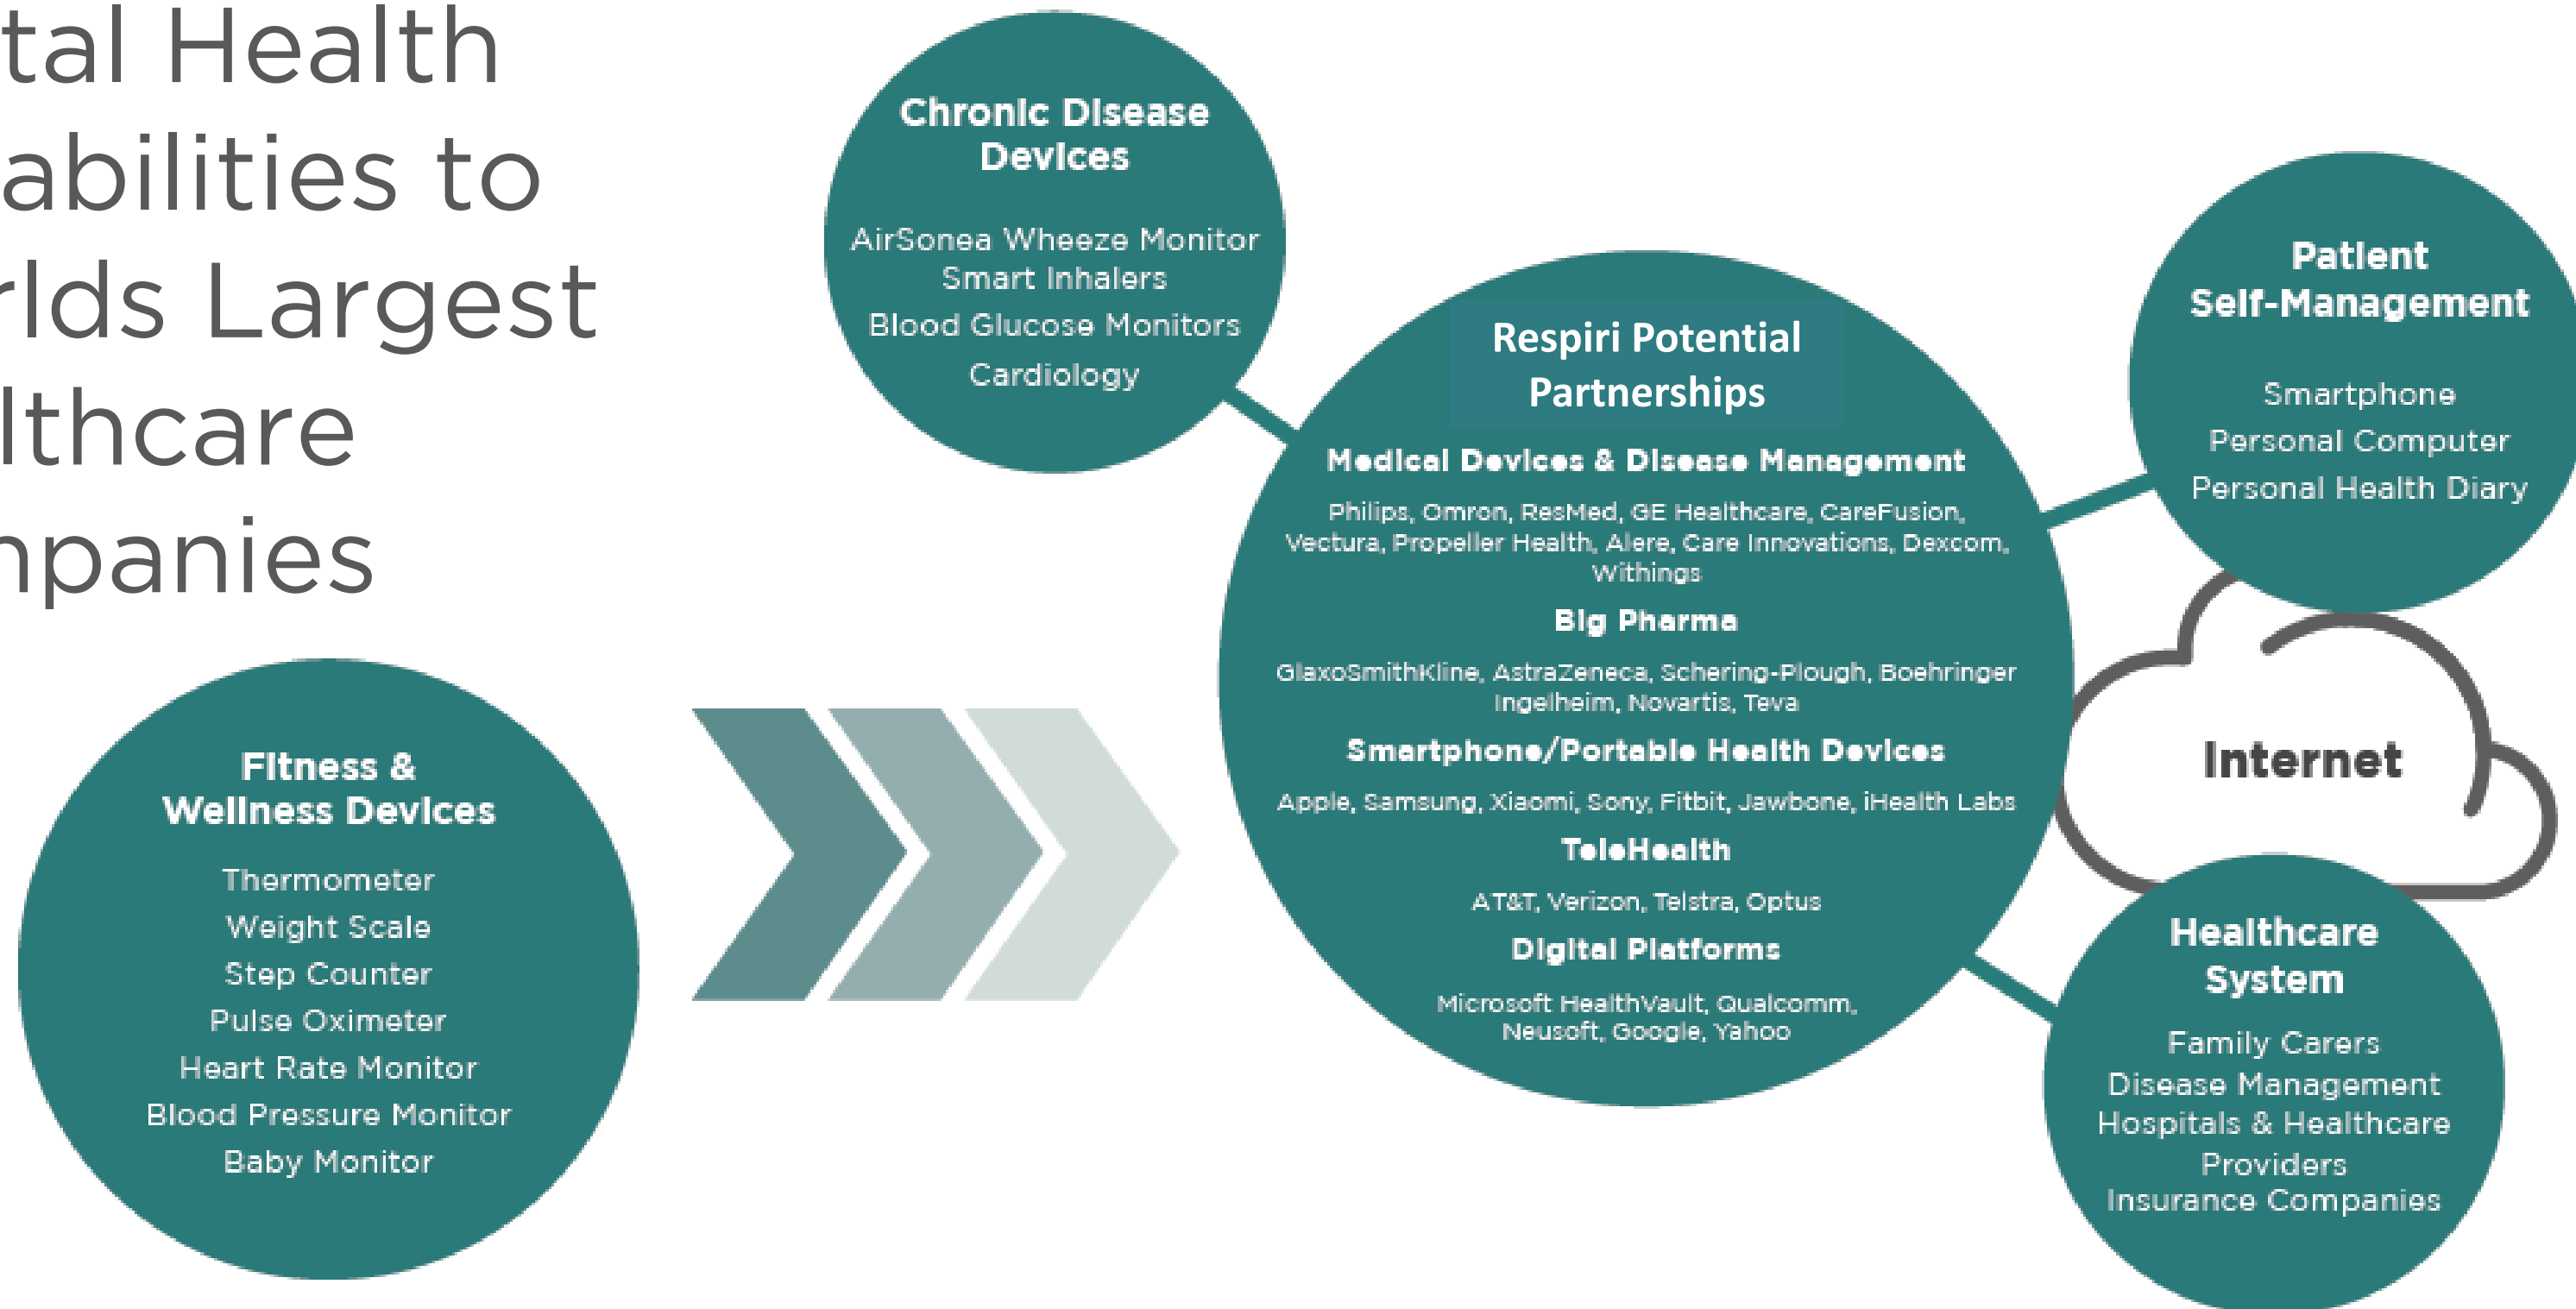 tal Health
abilities to
rlds Largest
lthcare
mpanies
Chronic Disease
Devices
AirSonea Wheeze Monitor
Smart Inhalers
Blood Glucose Monitors
Cardiology
Patient
Self-Management
Smartphone
Personal Computer
Personal Health Diary
Respiri Potential
Partnerships
Medical Devices & Disease Management
Philips, Omron, ResMed, GE Healthcare, CareFusion,
Vectura, Propeller Health, Alere, Care Innovations, Dexcom,
Withings
Big Pharma
GlaxoSmithKline, AstraZeneca, Schering-Plough, Boehringer
Ingelheim, Novartis, Teva
Smartphone/Portable Health Devices
Apple, Samsung, Xiaomi, Sony, Fitbit, Jawbone, iHealth Labs
TeleHealth
AT&T, Verizon, Telstra, Optus
Digital Platforms
Microsoft HealthVault, Qualcomm,
Neusoft, Google, Yahoo
Internet
Fitness &
Wellness Devices
Thermometer
Weight Scale
Step Counter
Pulse Oximeter
Heart Rate Monitor
Blood Pressure Monitor
Baby Monitor
Healthcare
System
Family Carers
Disease Management
Hospitals & Healthcare
Providers
Insurance Companies